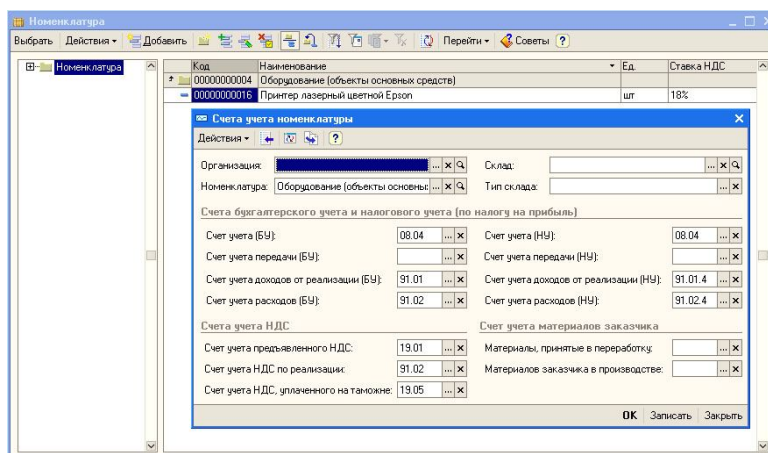 Номенклатура
Выбрать Действия Добавить Перейти Советы ?
Номенклатура
Код Наименование Ед. Ставка НДС
00000000004 Оборудование (объекты основных средств)
00000000016 Принтер лазерный цветной Epson шт 18%
Счета учета номенклатуры
Действия ?
Организация: ... x Склад: ... x
Номенклатура: Оборудование (объекты основны: ... x Тип склада: ... x
Счета бухгалтерского учета и налогового учета (по налогу на прибыль)
Счет учета (БУ): 08.04 ... x Счет учета (НУ): 08.04 ... x
Счет учета передачи (БУ): ... x Счет учета передачи (НУ): ... x
Счет учета доходов от реализации (БУ): 91.01 ... x Счет учета доходов от реализации (НУ): 91.01.4 ... x
Счет учета расходов (БУ): 91.02 ... x Счет учета расходов (НУ): 91.02.4 ... x
Счета учета НДС Счет учета материалов заказчика
Счет учета предъявленного НДС: 19.01 ... x Материалы, принятые в переработку: ... x
Счет учета НДС по реализации: 91.02 ... x Материалов заказчика в производстве: ... x
Счет учета НДС, уплаченного на таможне: 19.05 ... x
OK Записать Закрыть